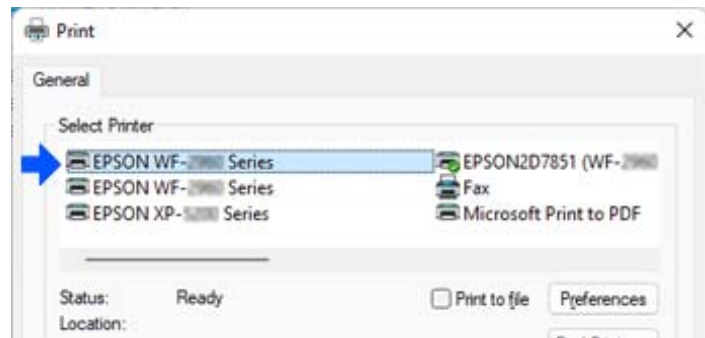 Print
General
Select Printer
EPSON WF- Series
EPSON2D7851 (WF-
EPSON WF- Series
Fax
EPSON XP- Series
Microsoft Print to PDF
Status: Ready
Print to file
Preferences
Location: